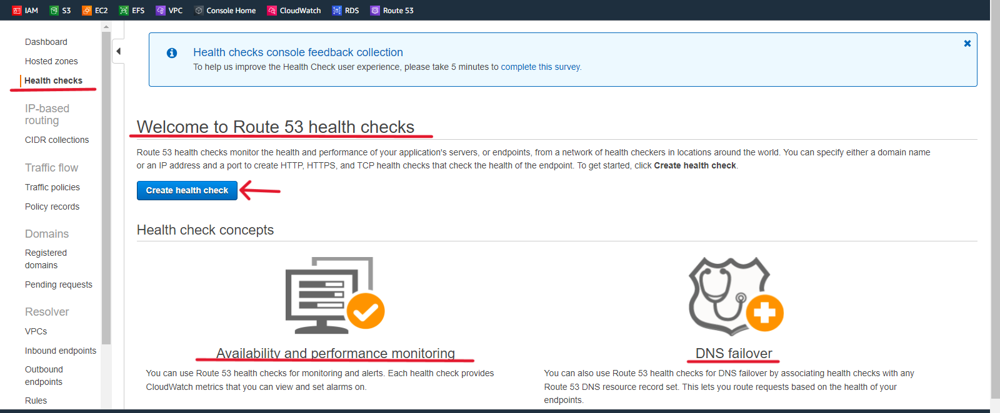 IAM S3 EC2 EFS VPC Console Home CloudWatch RDS Route 53
Dashboard
Hosted zones
Health checks
IP-based
routing
CIDR collections
Traffic flow
Traffic policies
Policy records
Domains
Registered
domains
Pending requests
Resolver
VPCs
Inbound endpoints
Outbound
endpoints
Rules
Health checks console feedback collection
To help us improve the Health Check user experience, please take 5 minutes to complete this survey.
Welcome to Route 53 health checks
Route 53 health checks monitor the health and performance of your application's servers, or endpoints, from a network of health checkers in locations around the world. You can specify either a domain name
or an IP address and a port to create HTTP, HTTPS, and TCP health checks that check the health of the endpoint. To get started, click Create health check.
Create health check
Health check concepts
Availability and performance monitoring
You can use Route 53 health checks for monitoring and alerts. Each health check provides
CloudWatch metrics that you can view and set alarms on.
DNS failover
You can also use Route 53 health checks for DNS failover by associating health checks with any
Route 53 DNS resource record set. This lets you route requests based on the health of your
endpoints.